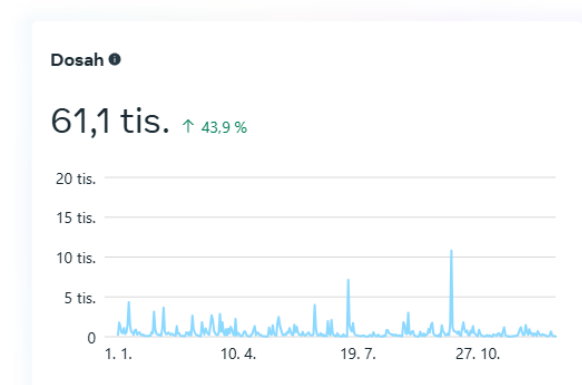 Dosah
61,1 tis. ↑ 43,9 %
20 tis.
15 tis.
10 tis.
5 tis.
0
1. 1. 10. 4. 19. 7. 27. 10.